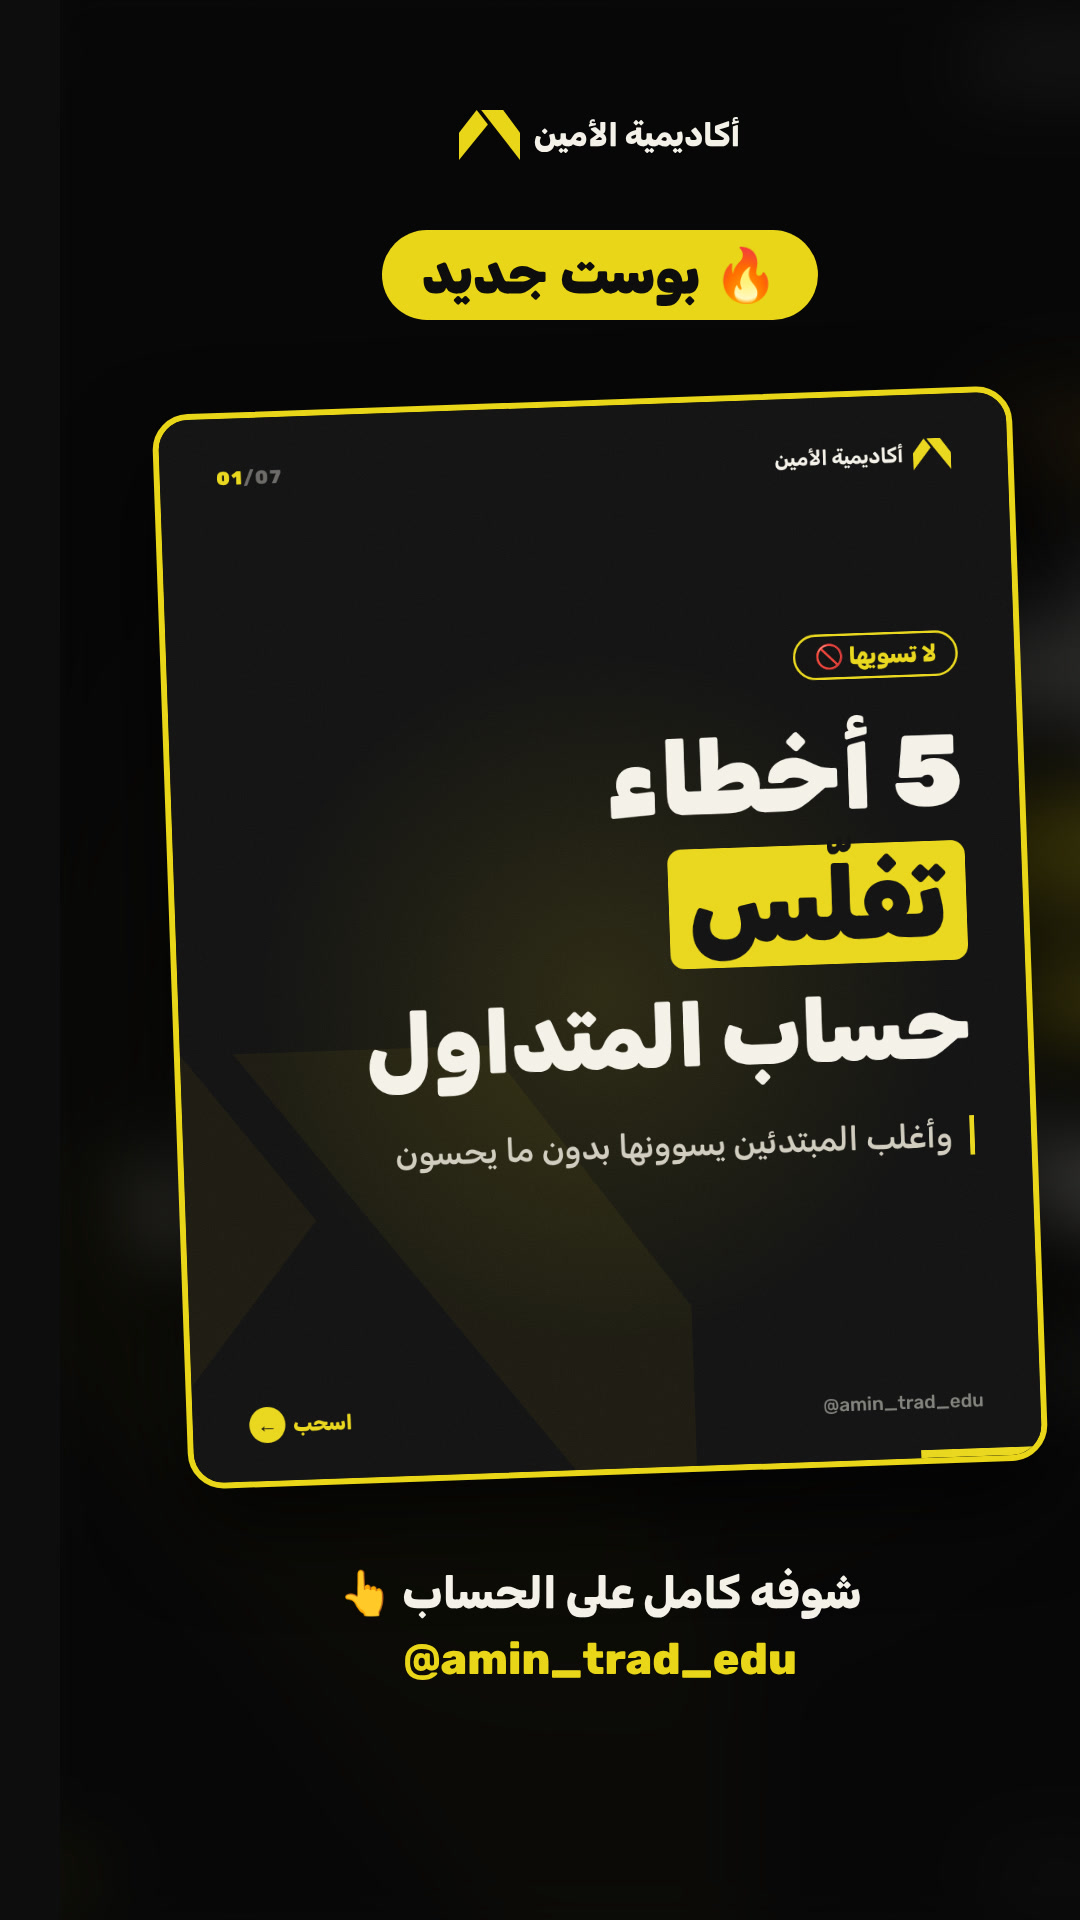 أكاديمية الأمين
🔥 بوست جديد
أكاديمية الأمين
01/07
لا تسويها 🚫
5 أخطاء
تفلّس
حساب المتداول
وأغلب المبتدئين يسوونها بدون ما يحسون
@amin_trad_edu
اسحب ←
شوفه كامل على الحساب 👆
@amin_trad_edu